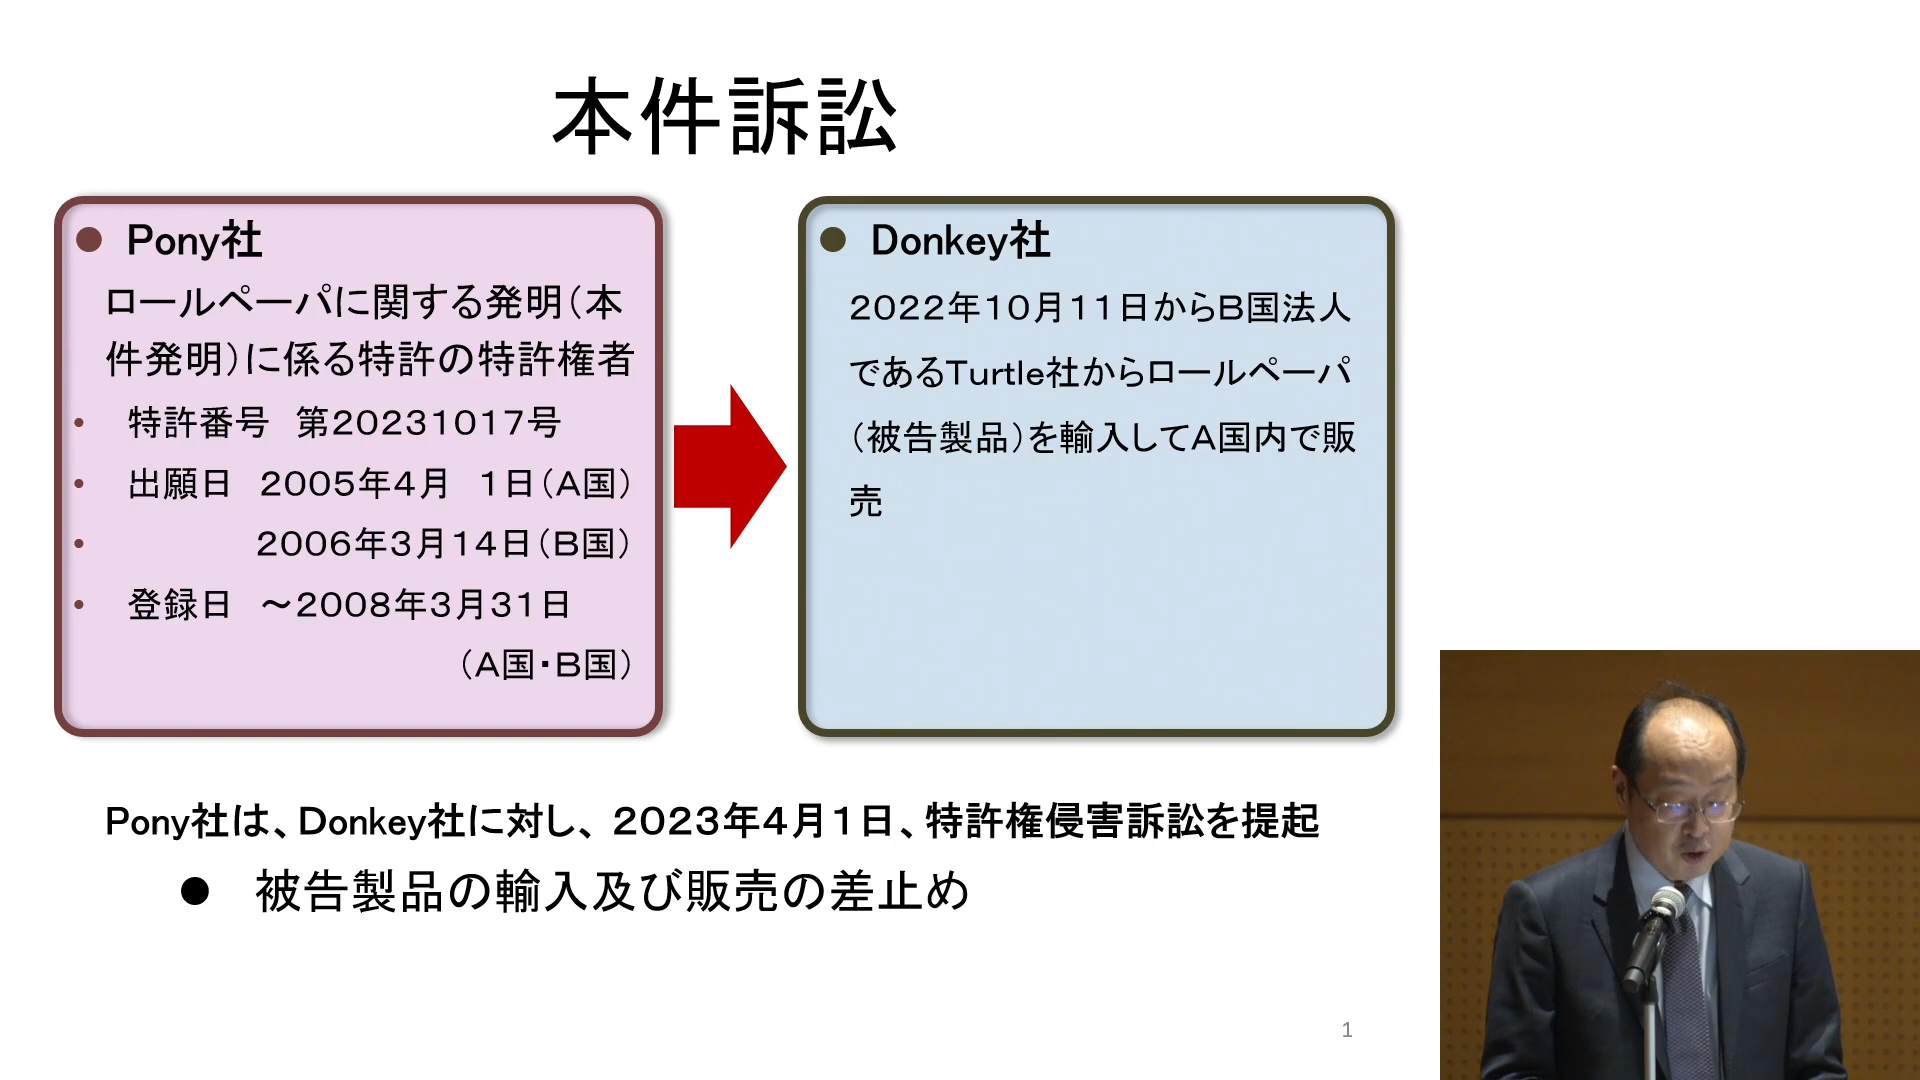 本件訴訟
● Pony社
ロールペーパに関する発明（本
件発明）に係る特許の特許権者
• 特許番号　第２０２３１０１７号
• 出願日　２００５年４月　１日（Ａ国）
• ２００６年３月１４日（Ｂ国）
• 登録日　～２００８年３月３１日
（Ａ国・Ｂ国）
● Donkey社
２０２２年１０月１１日からＢ国法人
であるTurtle社からロールペーパ
（被告製品）を輸入してＡ国内で販
売
Pony社は、Donkey社に対し、２０２３年４月１日、特許権侵害訴訟を提起
● 被告製品の輸入及び販売の差止め
1